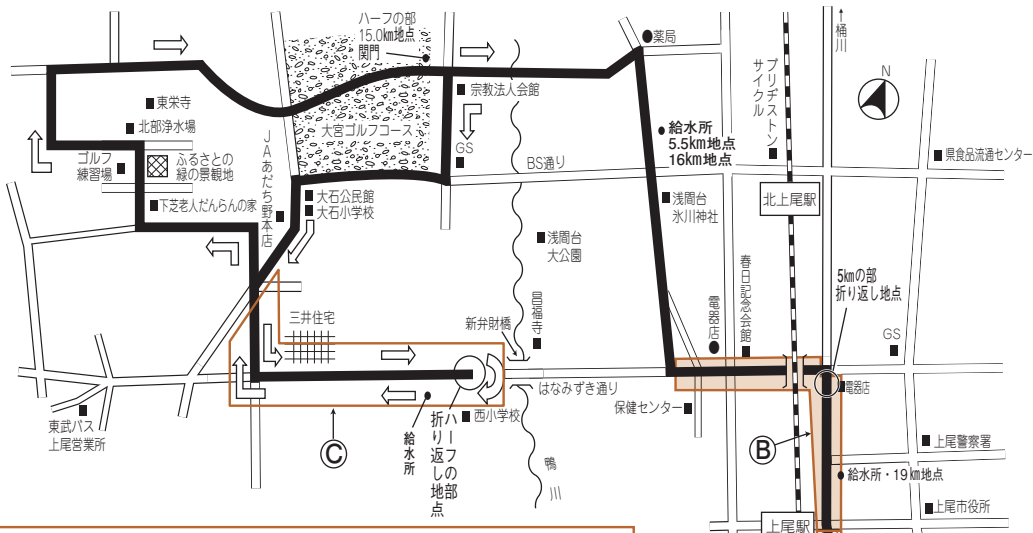 ハーフの部
15.0km地点
関門
薬局
↑桶川
ブリヂストン
サイクル
N
東栄寺
北部浄水場
JAあだち野本店
大宮ゴルフコース
宗教法人会館
GS
給水所
5.5km地点
16km地点
県食品流通センター
ゴルフ
練習場
ふるさとの
緑の景観地
BS通り
下芝老人だんらんの家
大石公民館
大石小学校
浅間台
氷川神社
北上尾駅
浅間台
大公園
昌福寺
電器店
春日記念会館
5kmの部
折り返し地点
GS
三井住宅
新弁財橋
はなみずき通り
電器店
東武バス
上尾営業所
給水所
ハーフの部
折り返し地点
西小学校
保健センター
C
B
鴨川
上尾警察署
給水所・19km地点
上尾市役所
上尾駅